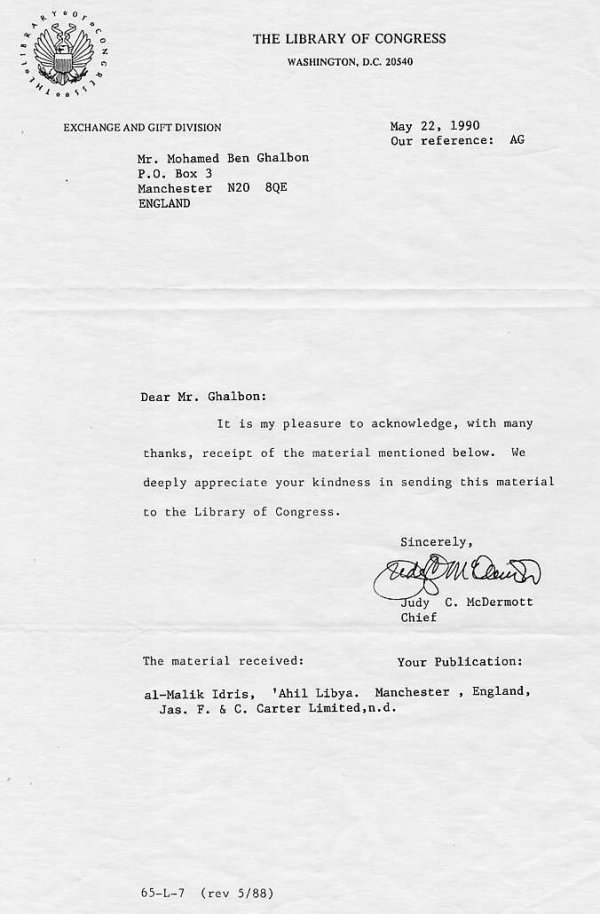 THE LIBRARY OF CONGRESS
THE LIBRARY OF CONGRESS
WASHINGTON, D.C. 20540
EXCHANGE AND GIFT DIVISION
May 22, 1990
Our reference: AG
Mr. Mohamed Ben Ghalbon
P.O. Box 3
Manchester N20 8QE
ENGLAND
Dear Mr. Ghalbon:
It is my pleasure to acknowledge, with many
thanks, receipt of the material mentioned below. We
deeply appreciate your kindness in sending this material
to the Library of Congress.
Sincerely,
Judy C. McDermott
Judy C. McDermott
Chief
The material received: Your Publication:
al-Malik Idris, 'Ahil Libya. Manchester , England,
Jas. F. & C. Carter Limited,n.d.
65-L-7 (rev 5/88)